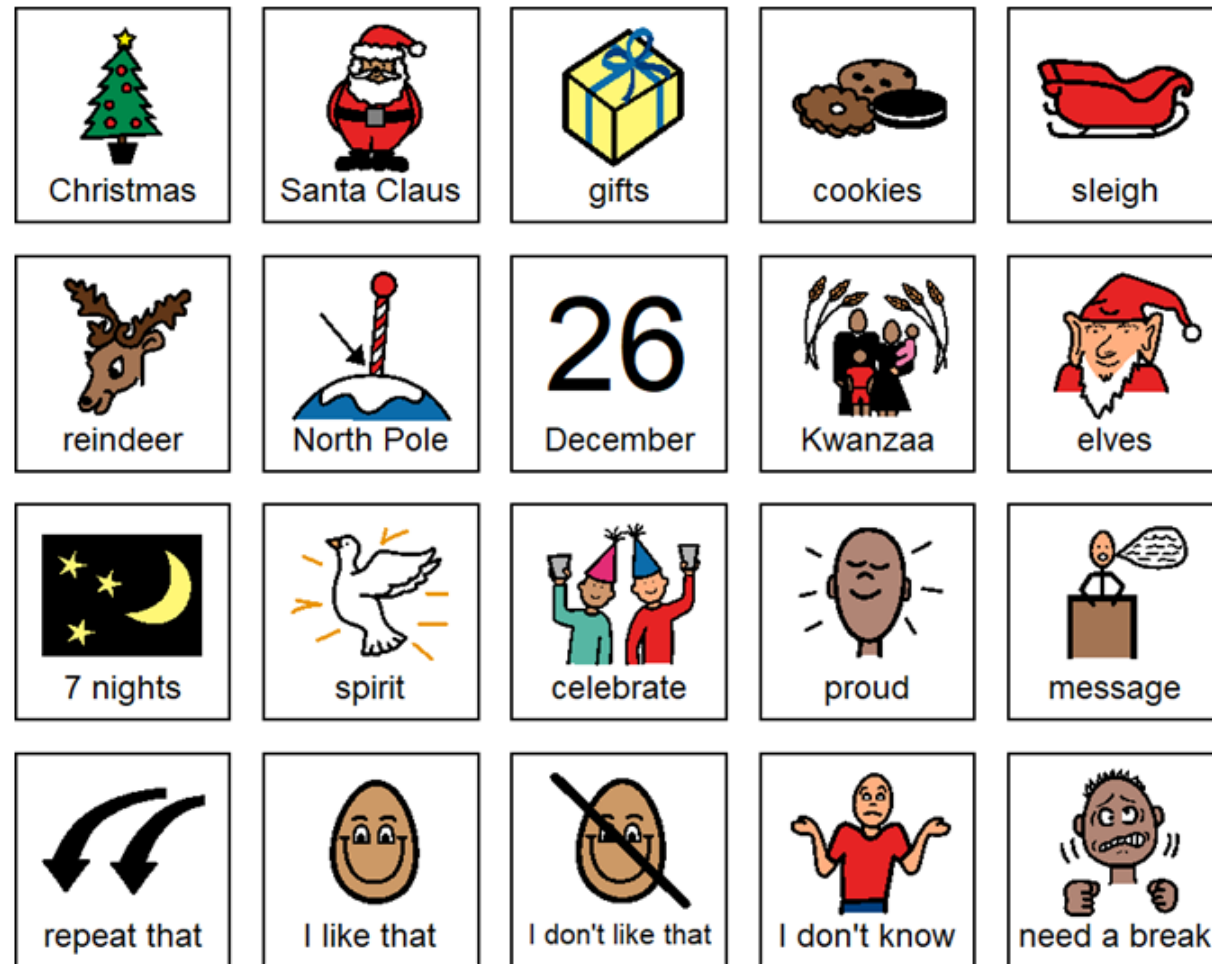 Christmas
Santa Claus
gifts
cookies
sleigh
reindeer
North Pole
26
December
Kwanzaa
elves
7 nights
spirit
celebrate
proud
message
repeat that
I like that
I don't like that
I don't know
need a break